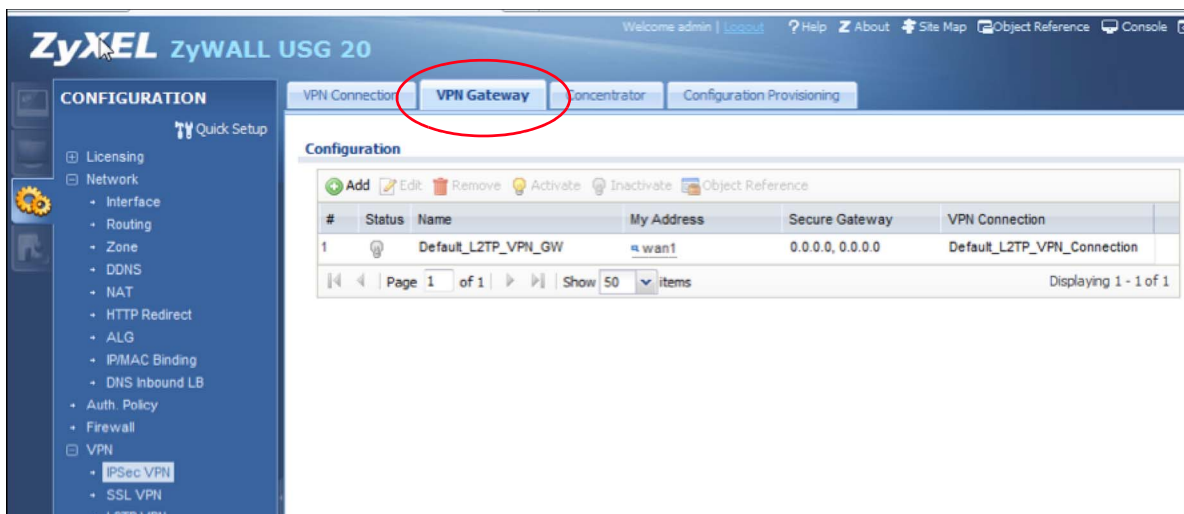 Welcome admin | Logout ?Help Z About Site Map Object Reference Console
ZyXEL ZyWALL USG 20
CONFIGURATION
Quick Setup
Licensing
Network
Interface
Routing
Zone
DDNS
NAT
HTTP Redirect
ALG
IP/MAC Binding
DNS Inbound LB
Auth. Policy
Firewall
VPN
IPSec VPN
SSL VPN
L2TP VPN
VPN Connection VPN Gateway Concentrator Configuration Provisioning
Configuration
Add Edit Remove Activate Inactivate Object Reference
# Status Name My Address Secure Gateway VPN Connection
1 Default_L2TP_VPN_GW wan1 0.0.0.0, 0.0.0.0 Default_L2TP_VPN_Connection
Page 1 of 1 Show 50 items Displaying 1 - 1 of 1